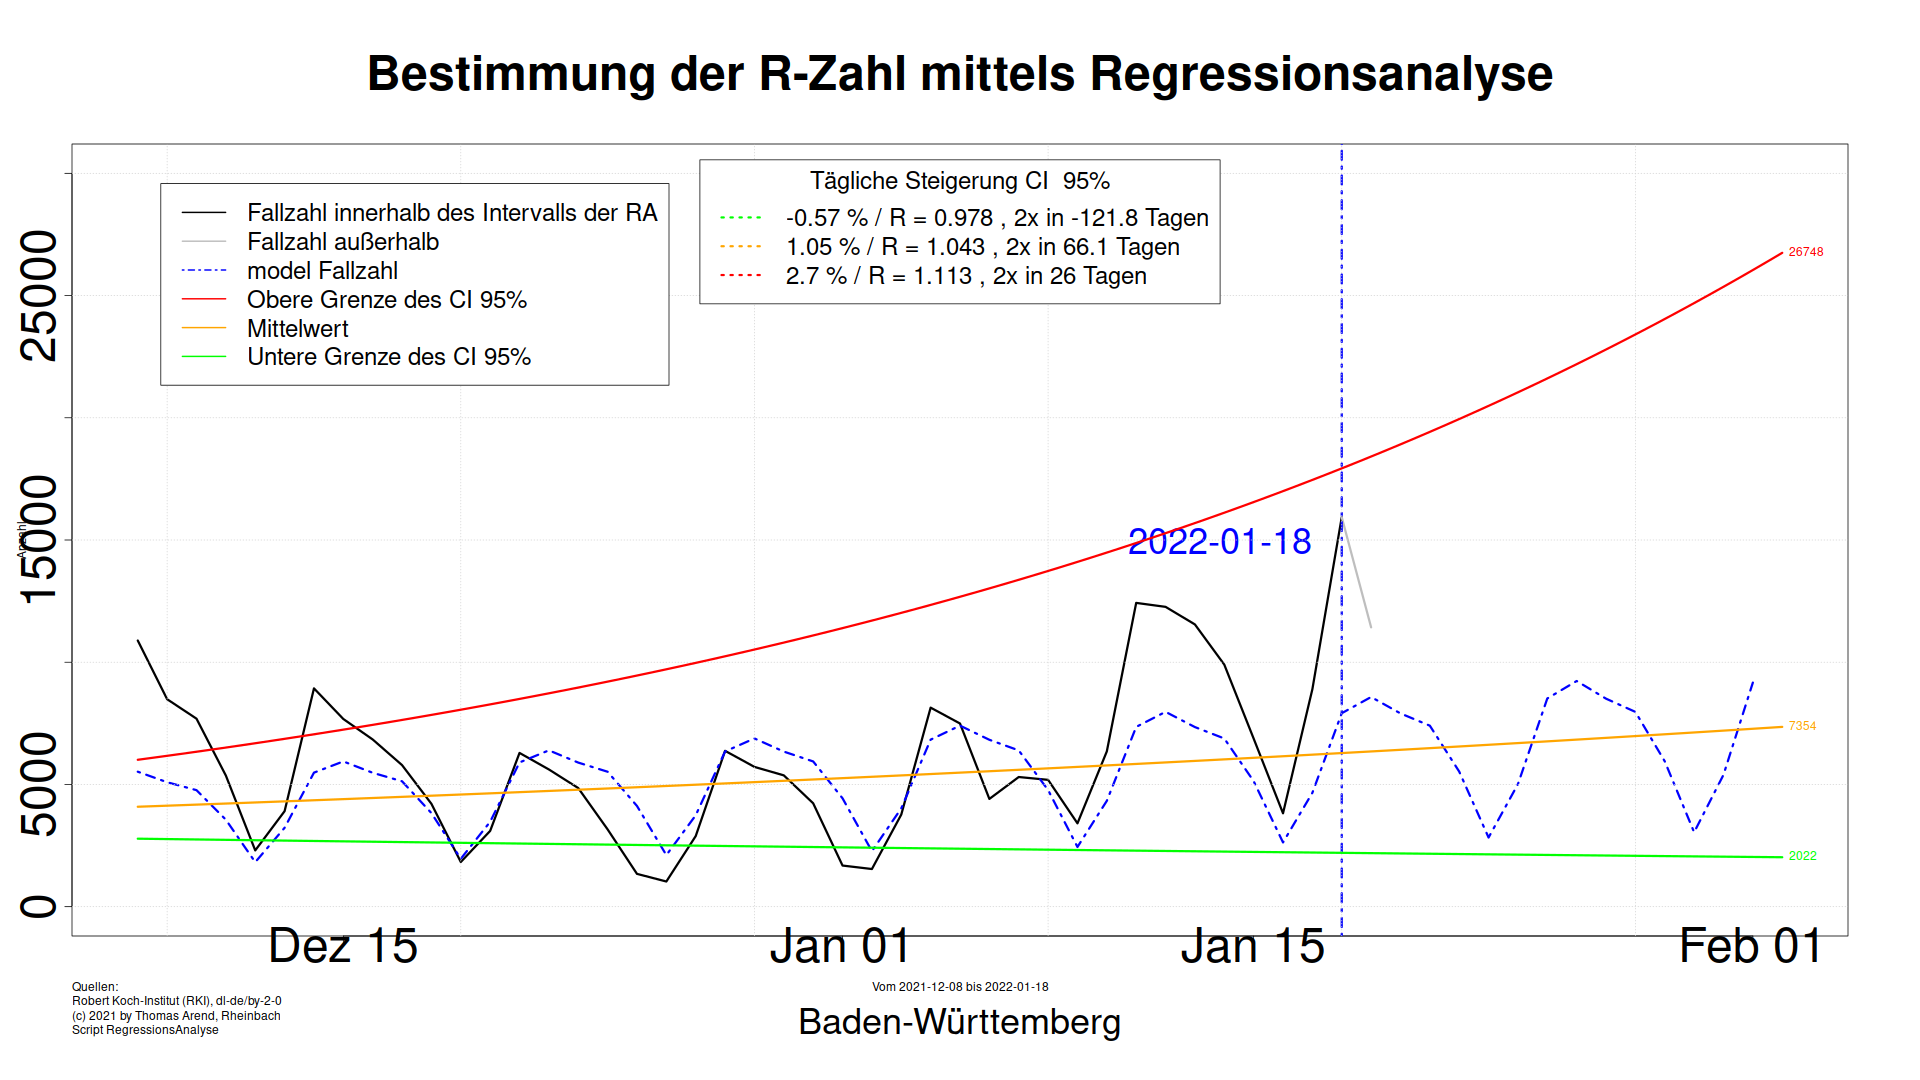 Bestimmung der R-Zahl mittels Regressionsanalyse
Fallzahl innerhalb des Intervalls der RA
Fallzahl außerhalb
model Fallzahl
Obere Grenze des CI 95%
Mittelwert
Untere Grenze des CI 95%
Tägliche Steigerung CI 95%
-0.57 % / R = 0.978 , 2x in -121.8 Tagen
1.05 % / R = 1.043 , 2x in 66.1 Tagen
2.7 % / R = 1.113 , 2x in 26 Tagen
25000
15000
5000
0
Anzahl
2022-01-18
26748
7354
2022
Dez 15
Jan 01
Jan 15
Feb 01
Quellen:
Robert Koch-Institut (RKI), dl-de/by-2-0
(c) 2021 by Thomas Arend, Rheinbach
Script RegressionsAnalyse
Vom 2021-12-08 bis 2022-01-18
Baden-Württemberg